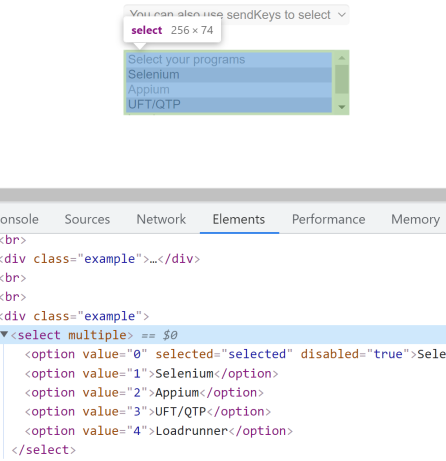 You can also use sendKeys to select
select 256 × 74
Select your programs
Selenium
Appium
UFT/QTP
onsole Sources Network Elements Performance Memory
<br>
<div class="example">…</div>
<br>
<br>
<div class="example">
<select multiple> == $0
<option value="0" selected="selected" disabled="true">Sele
<option value="1">Selenium</option>
<option value="2">Appium</option>
<option value="3">UFT/QTP</option>
<option value="4">Loadrunner</option>
</select>